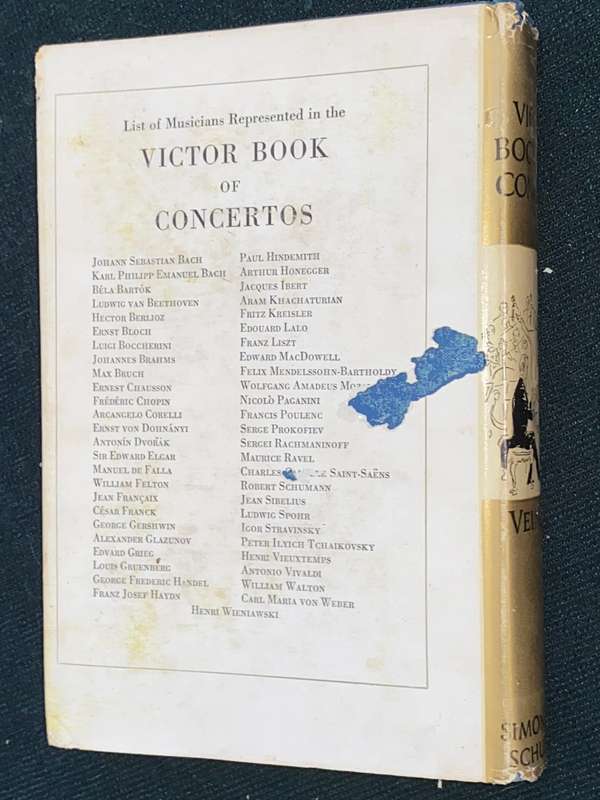 List of Musicians Represented in the
VICTOR BOOK
OF
CONCERTOS
JOHANN SEBASTIAN BACH
KARL PHILIPP EMANUEL BACH
BÉLA BARTÓK
LUDWIG VAN BEETHOVEN
HECTOR BERLIOZ
ERNST BLOCH
LUIGI BOCCHERINI
JOHANNES BRAHMS
MAX BRUCH
ERNEST CHAUSSON
FRÉDÉRIC CHOPIN
ARCANGELO CORELLI
ERNST VON DOHNÁNYI
ANTONÍN DVOŘÁK
SIR EDWARD ELGAR
MANUEL DE FALLA
WILLIAM FELTON
JEAN FRANÇAIX
CÉSAR FRANCK
GEORGE GERSHWIN
ALEXANDER GLAZUNOV
EDVARD GRIEG
LOUIS GRUENBERG
GEORGE FREDERIC HANDEL
FRANZ JOSEF HAYDN
PAUL HINDEMITH
ARTHUR HONEGGER
JACQUES IBERT
ARAM KHACHATURIAN
FRITZ KREISLER
EDOUARD LALO
FRANZ LISZT
EDWARD MACDOWELL
FELIX MENDELSSOHN-BARTHOLDY
WOLFGANG AMADEUS
NICOLÒ PAGANINI
FRANCIS POULENC
SERGE PROKOFIEV
SERGEI RACHMANINOFF
MAURICE RAVEL
CHARLES SAINT-SAËNS
ROBERT SCHUMANN
JEAN SIBELIUS
LUDWIG SPOHR
IGOR STRAVINSKY
PETER ILYICH TCHAIKOVSKY
HENRI VIEUXTEMPS
ANTONIO VIVALDI
WILLIAM WALTON
CARL MARIA VON WEBER
HENRI WIENIAWSKI